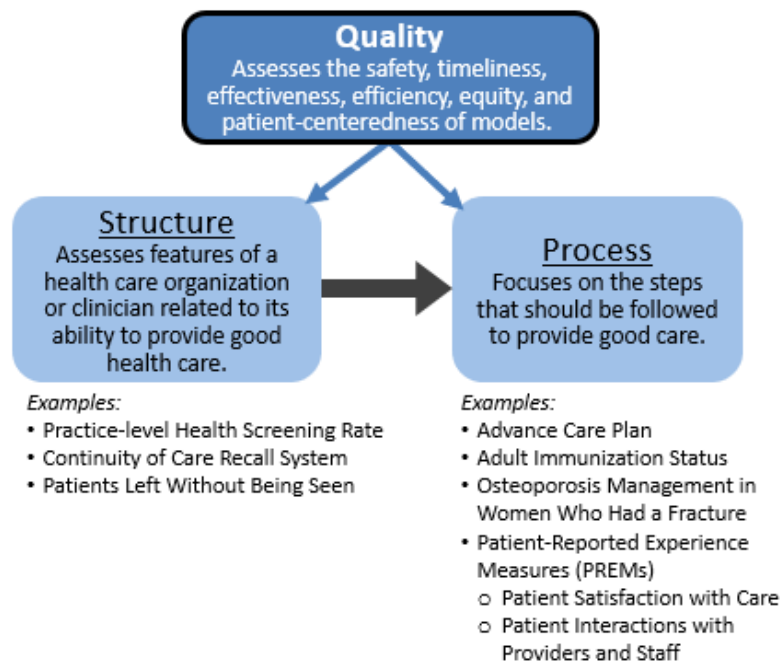 Quality
Assesses the safety, timeliness,
effectiveness, efficiency, equity, and
patient-centeredness of models.
Structure
Assesses features of a
health care organization
or clinician related to its
ability to provide good
health care.
Examples:
• Practice-level Health Screening Rate
• Continuity of Care Recall System
• Patients Left Without Being Seen
Process
Focuses on the steps
that should be followed
to provide good care.
Examples:
• Advance Care Plan
• Adult Immunization Status
• Osteoporosis Management in
Women Who Had a Fracture
• Patient-Reported Experience
Measures (PREMs)
o Patient Satisfaction with Care
o Patient Interactions with
Providers and Staff